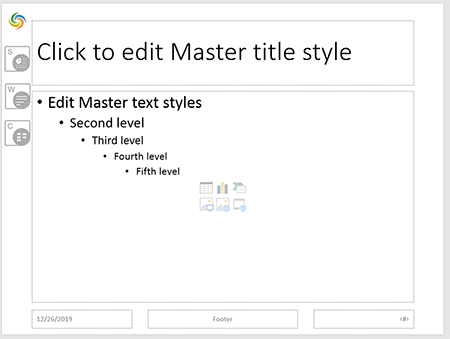 S
Click to edit Master title style
W
C
• Edit Master text styles
• Second level
• Third level
• Fourth level
• Fifth level
12/26/2019
Footer
‹#›